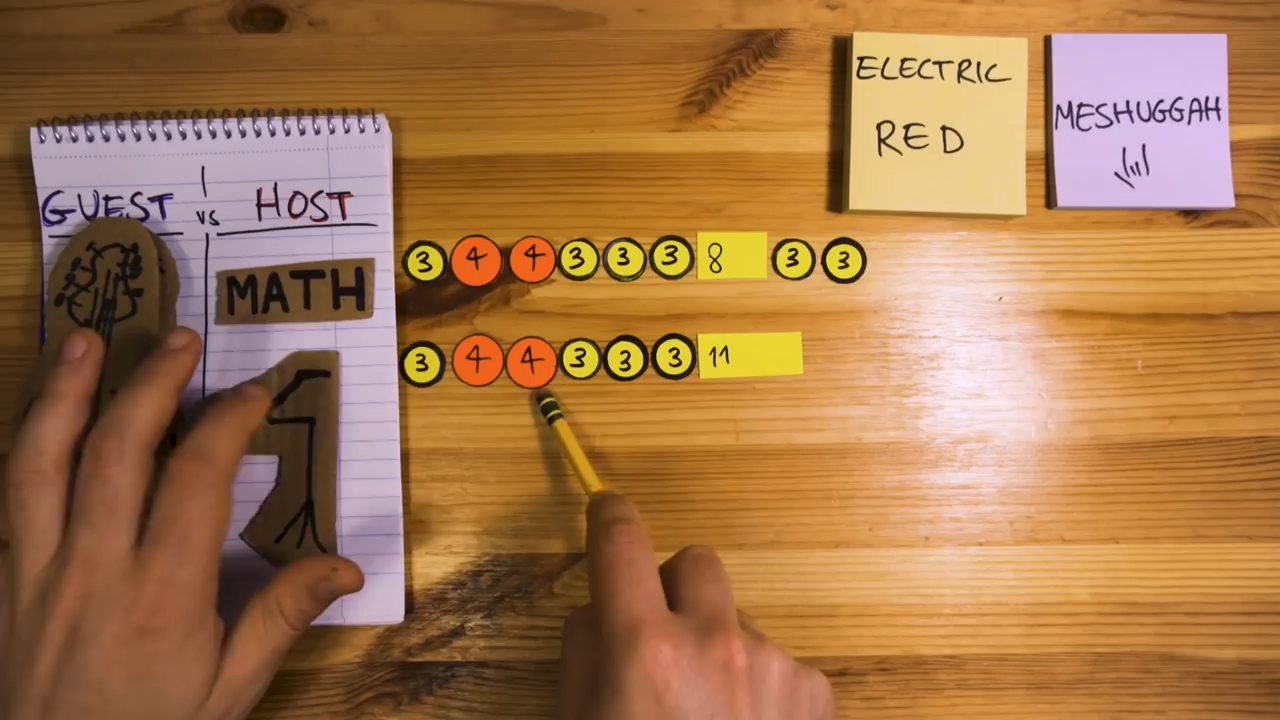 ELECTRIC
RED
MESHUGGAH
GUEST vs HOST
MATH
3 4 4 3 3 3 8 3 3
3 4 4 3 3 3 11